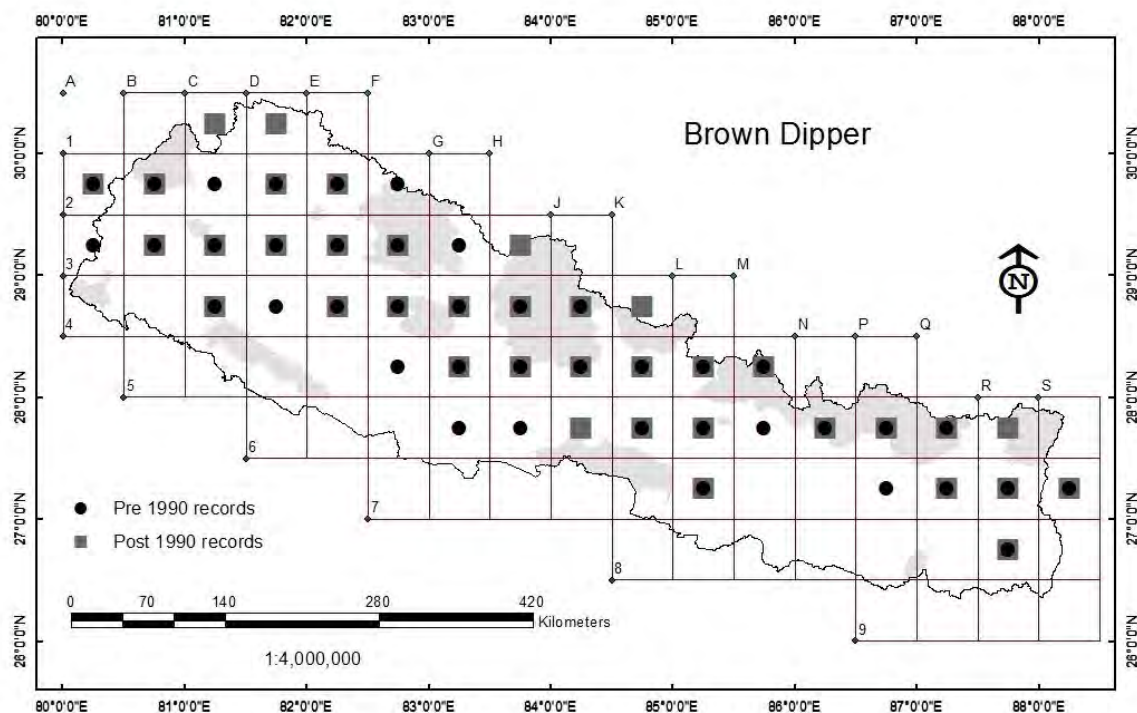 80°0'0"E 81°0'0"E 82°0'0"E 83°0'0"E 84°0'0"E 85°0'0"E 86°0'0"E 87°0'0"E 88°0'0"E
A B C D E F
Brown Dipper
30°0'0"N 1 G H 30°0'0"N
2 J K
29°0'0"N 3 L M 29°0'0"N
N
4 N P Q
28°0'0"N 5 R S 28°0'0"N
6
Pre 1990 records
27°0'0"N 7 27°0'0"N
Post 1990 records
8
0 70 140 280 420
Kilometers
26°0'0"N 9 26°0'0"N
1:4,000,000
80°0'0"E 81°0'0"E 82°0'0"E 83°0'0"E 84°0'0"E 85°0'0"E 86°0'0"E 87°0'0"E 88°0'0"E